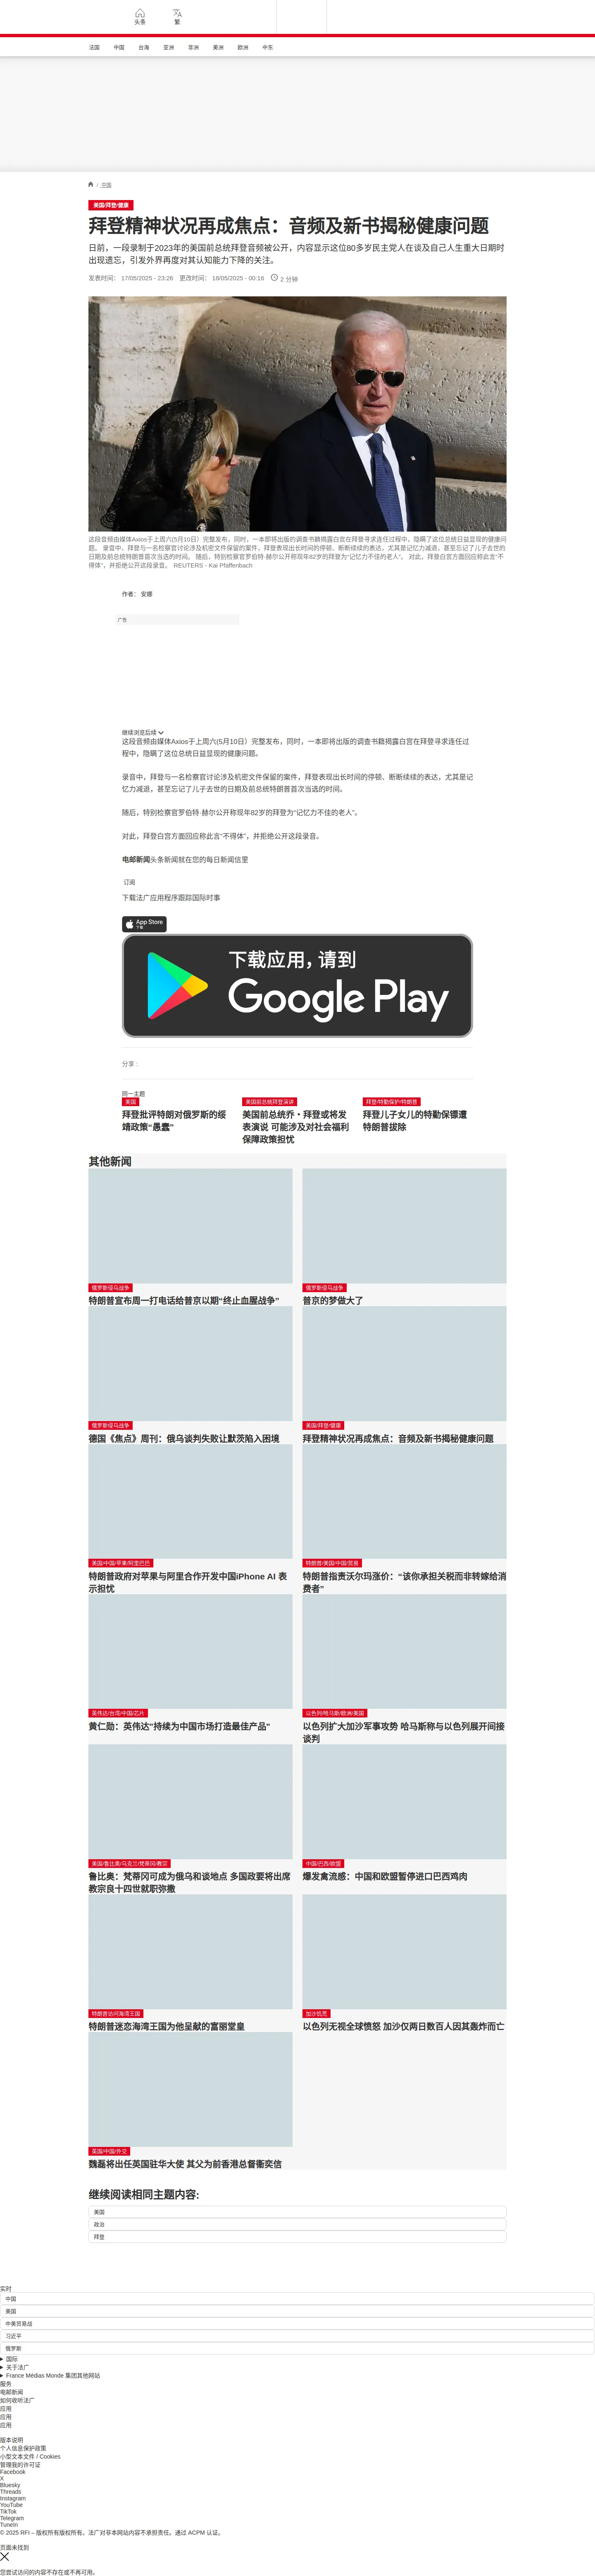 头条
繁
法国 中国 台海 亚洲 非洲 美洲 欧洲 中东
/ 中国
美国/拜登/健康
拜登精神状况再成焦点：音频及新书揭秘健康问题
日前，一段录制于2023年的美国前总统拜登音频被公开，内容显示这位80多岁民主党人在谈及自己人生重大日期时
出现遗忘，引发外界再度对其认知能力下降的关注。
发表时间： 17/05/2025 - 23:26 更改时间： 18/05/2025 - 00:16 2 分钟
这段音频由媒体Axios于上周六(5月10日）完整发布，同时，一本即将出版的调查书籍揭露白宫在拜登寻求连任过程中，隐瞒了这位总统日益显现的健康问
题。 录音中，拜登与一名检察官讨论涉及机密文件保留的案件，拜登表现出长时间的停顿、断断续续的表达，尤其是记忆力减退，甚至忘记了儿子去世的
日期及前总统特朗普首次当选的时间。 随后，特别检察官罗伯特·赫尔公开称现年82岁的拜登为“记忆力不佳的老人”。 对此，拜登白宫方面回应称此言“不
得体”，并拒绝公开这段录音。 REUTERS - Kai Pfaffenbach
作者： 安娜
广告
继续浏览后续
这段音频由媒体Axios于上周六(5月10日）完整发布，同时，一本即将出版的调查书籍揭露白宫在拜登寻求连任过
程中，隐瞒了这位总统日益显现的健康问题。
录音中，拜登与一名检察官讨论涉及机密文件保留的案件，拜登表现出长时间的停顿、断断续续的表达，尤其是记
忆力减退，甚至忘记了儿子去世的日期及前总统特朗普首次当选的时间。
随后，特别检察官罗伯特·赫尔公开称现年82岁的拜登为“记忆力不佳的老人”。
对此，拜登白宫方面回应称此言“不得体”，并拒绝公开这段录音。
电邮新闻头条新闻就在您的每日新闻信里
订阅
下载法广应用程序跟踪国际时事
App Store
下载
下载应用，请到
Google Play
分享 :
同一主题
美国
拜登批评特朗对俄罗斯的绥
靖政策“愚蠢”
美国前总统拜登演讲
美国前总统乔・拜登或将发
表演说 可能涉及对社会福利
保障政策担忧
拜登/特勤保护/特朗普
拜登儿子女儿的特勤保镖遭
特朗普拔除
其他新闻
俄罗斯侵乌战争
特朗普宣布周一打电话给普京以期“终止血腥战争”
俄罗斯侵乌战争
普京的梦做大了
俄罗斯侵乌战争
德国《焦点》周刊：俄乌谈判失败让默茨陷入困境
美国/拜登/健康
拜登精神状况再成焦点：音频及新书揭秘健康问题
美国/中国/苹果/阿里巴巴
特朗普政府对苹果与阿里合作开发中国iPhone AI 表
示担忧
特朗普/美国/中国/贸易
特朗普指责沃尔玛涨价：“该你承担关税而非转嫁给消
费者”
英伟达/台湾/中国/芯片
黄仁勋：英伟达"持续为中国市场打造最佳产品"
以色列/哈马斯/欧洲/美国
以色列扩大加沙军事攻势 哈马斯称与以色列展开间接
谈判
美国/鲁比奥/乌克兰/梵蒂冈/教宗
鲁比奥：梵蒂冈可成为俄乌和谈地点 多国政要将出席
教宗良十四世就职弥撒
中国/巴西/欧盟
爆发禽流感：中国和欧盟暂停进口巴西鸡肉
特朗普访问海湾王国
特朗普迷恋海湾王国为他呈献的富丽堂皇
加沙饥荒
以色列无视全球愤怒 加沙仅两日数百人因其轰炸而亡
英国/中国/外交
魏磊将出任英国驻华大使 其父为前香港总督衞奕信
继续阅读相同主题内容:
美国
政治
拜登
实时
中国
美国
中美贸易战
习近平
俄罗斯
国际
关于法广
France Médias Monde 集团其他网站
服务
电邮新闻
如何收听法广
应用
应用
应用
版本说明
个人信息保护政策
小型文本文件 / Cookies
管理我的许可证
Facebook
X
Bluesky
Threads
Instagram
YouTube
TikTok
Telegram
TuneIn
© 2025 RFI – 版权所有版权所有。法广对非本网站内容不承担责任。通过 ACPM 认证。
页面未找到
您尝试访问的内容不存在或不再可用。